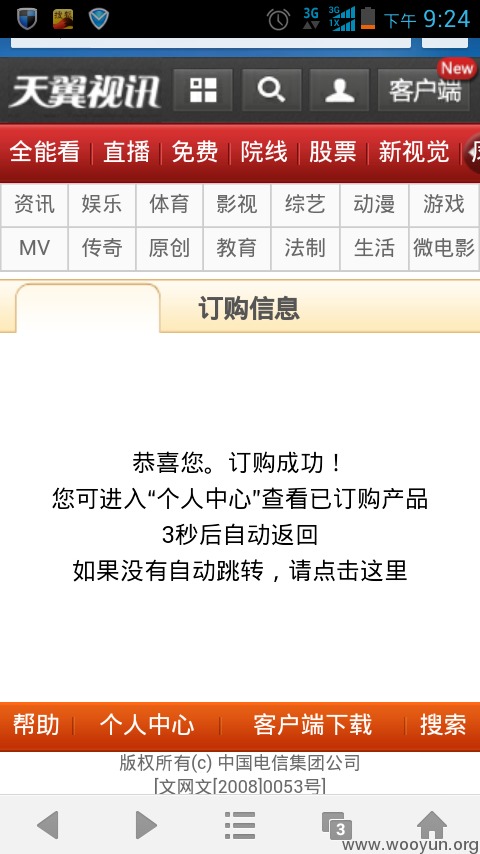 3G
3G
1X
下午 9:24
天翼视讯
客户端
New
全能看 直播 免费 院线 股票 新视觉
资讯 娱乐 体育 影视 综艺 动漫 游戏
MV 传奇 原创 教育 法制 生活 微电影
订购信息
恭喜您。订购成功！
您可进入“个人中心”查看已订购产品
3秒后自动返回
如果没有自动跳转，请点击这里
帮助 个人中心 客户端下载 搜索
版权所有(c) 中国电信集团公司
[文网文[2008]0053号]
3
www.wooyun.org